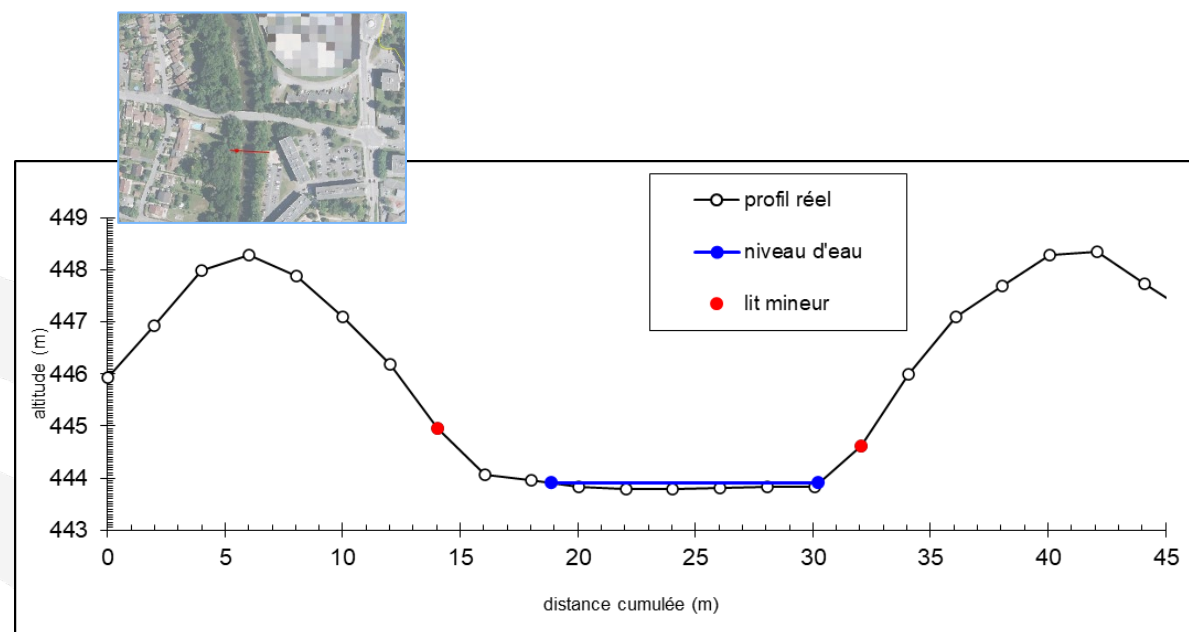 profil réel
niveau d'eau
lit mineur
449
448
447
446
445
444
443
altitude (m)
0 5 10 15 20 25 30 35 40 45
distance cumulée (m)